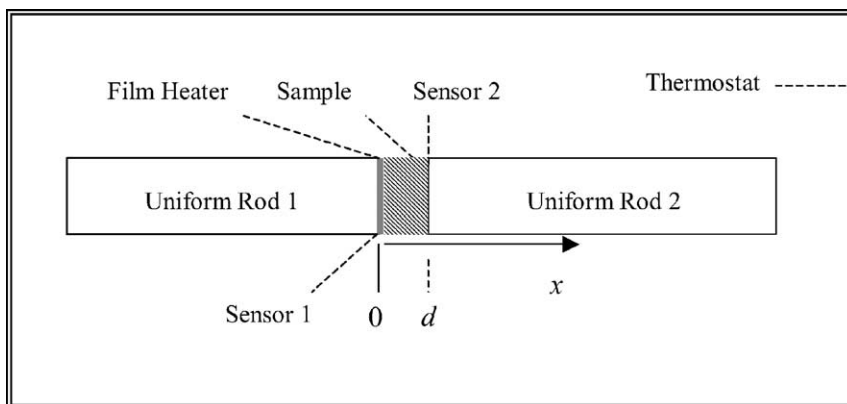 Film Heater Sample Sensor 2 Thermostat
Uniform Rod 1 Uniform Rod 2
Sensor 1 0 d x